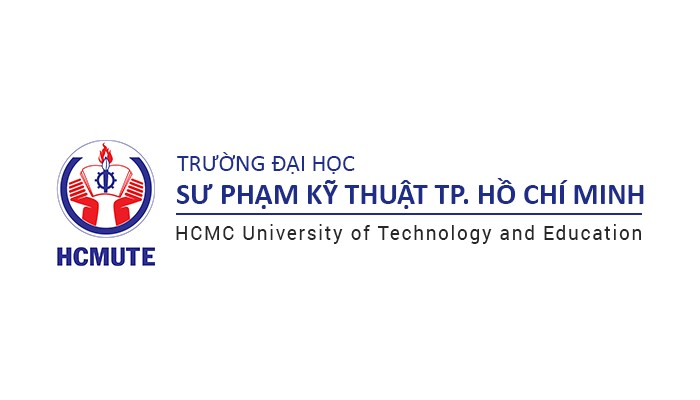 TRƯỜNG ĐẠI HỌC
SƯ PHẠM KỸ THUẬT TP. HỒ CHÍ MINH
HCMC University of Technology and Education
HCMUTE